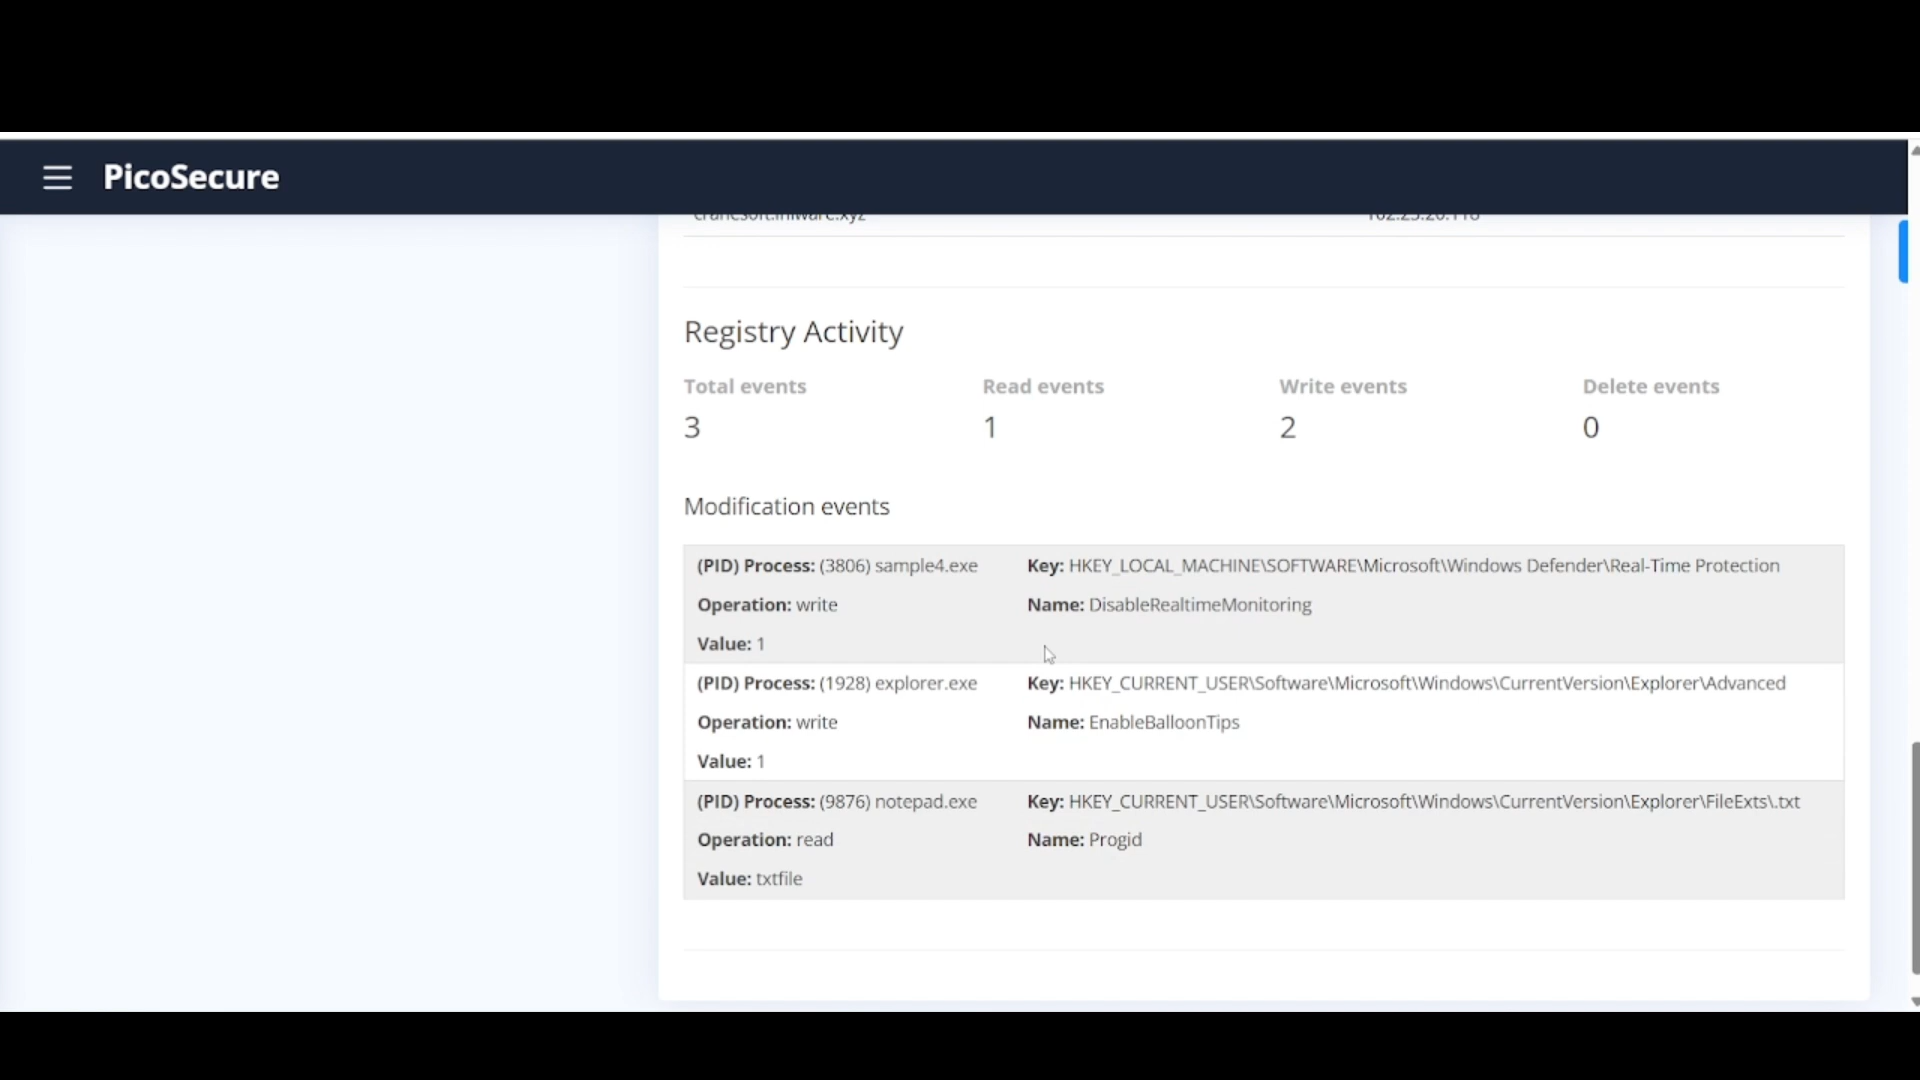 PicoSecure
Registry Activity
Total events Read events Write events Delete events
3 1 2 0
Modification events
(PID) Process: (3806) sample4.exe Key: HKEY_LOCAL_MACHINE\SOFTWARE\Microsoft\Windows Defender\Real-Time Protection
Operation: write Name: DisableRealtimeMonitoring
Value: 1
(PID) Process: (1928) explorer.exe Key: HKEY_CURRENT_USER\Software\Microsoft\Windows\CurrentVersion\Explorer\Advanced
Operation: write Name: EnableBalloonTips
Value: 1
(PID) Process: (9876) notepad.exe Key: HKEY_CURRENT_USER\Software\Microsoft\Windows\CurrentVersion\Explorer\FileExts\.txt
Operation: read Name: Progid
Value: txtfile